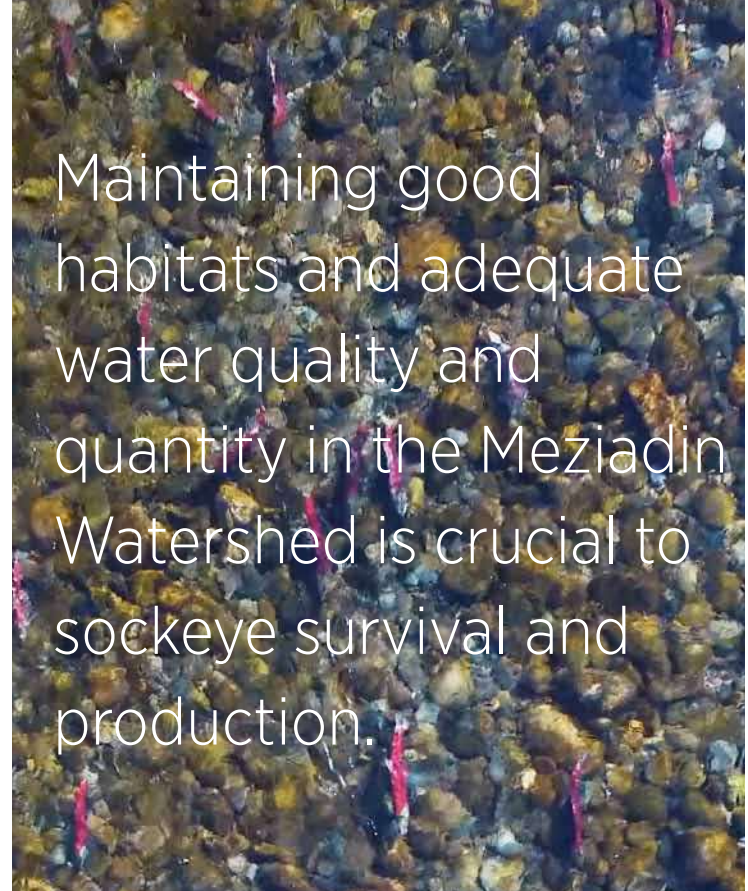 Maintaining good
habitats and adequate
water quality and
quantity in the Meziadin
Watershed is crucial to
sockeye survival and
production.